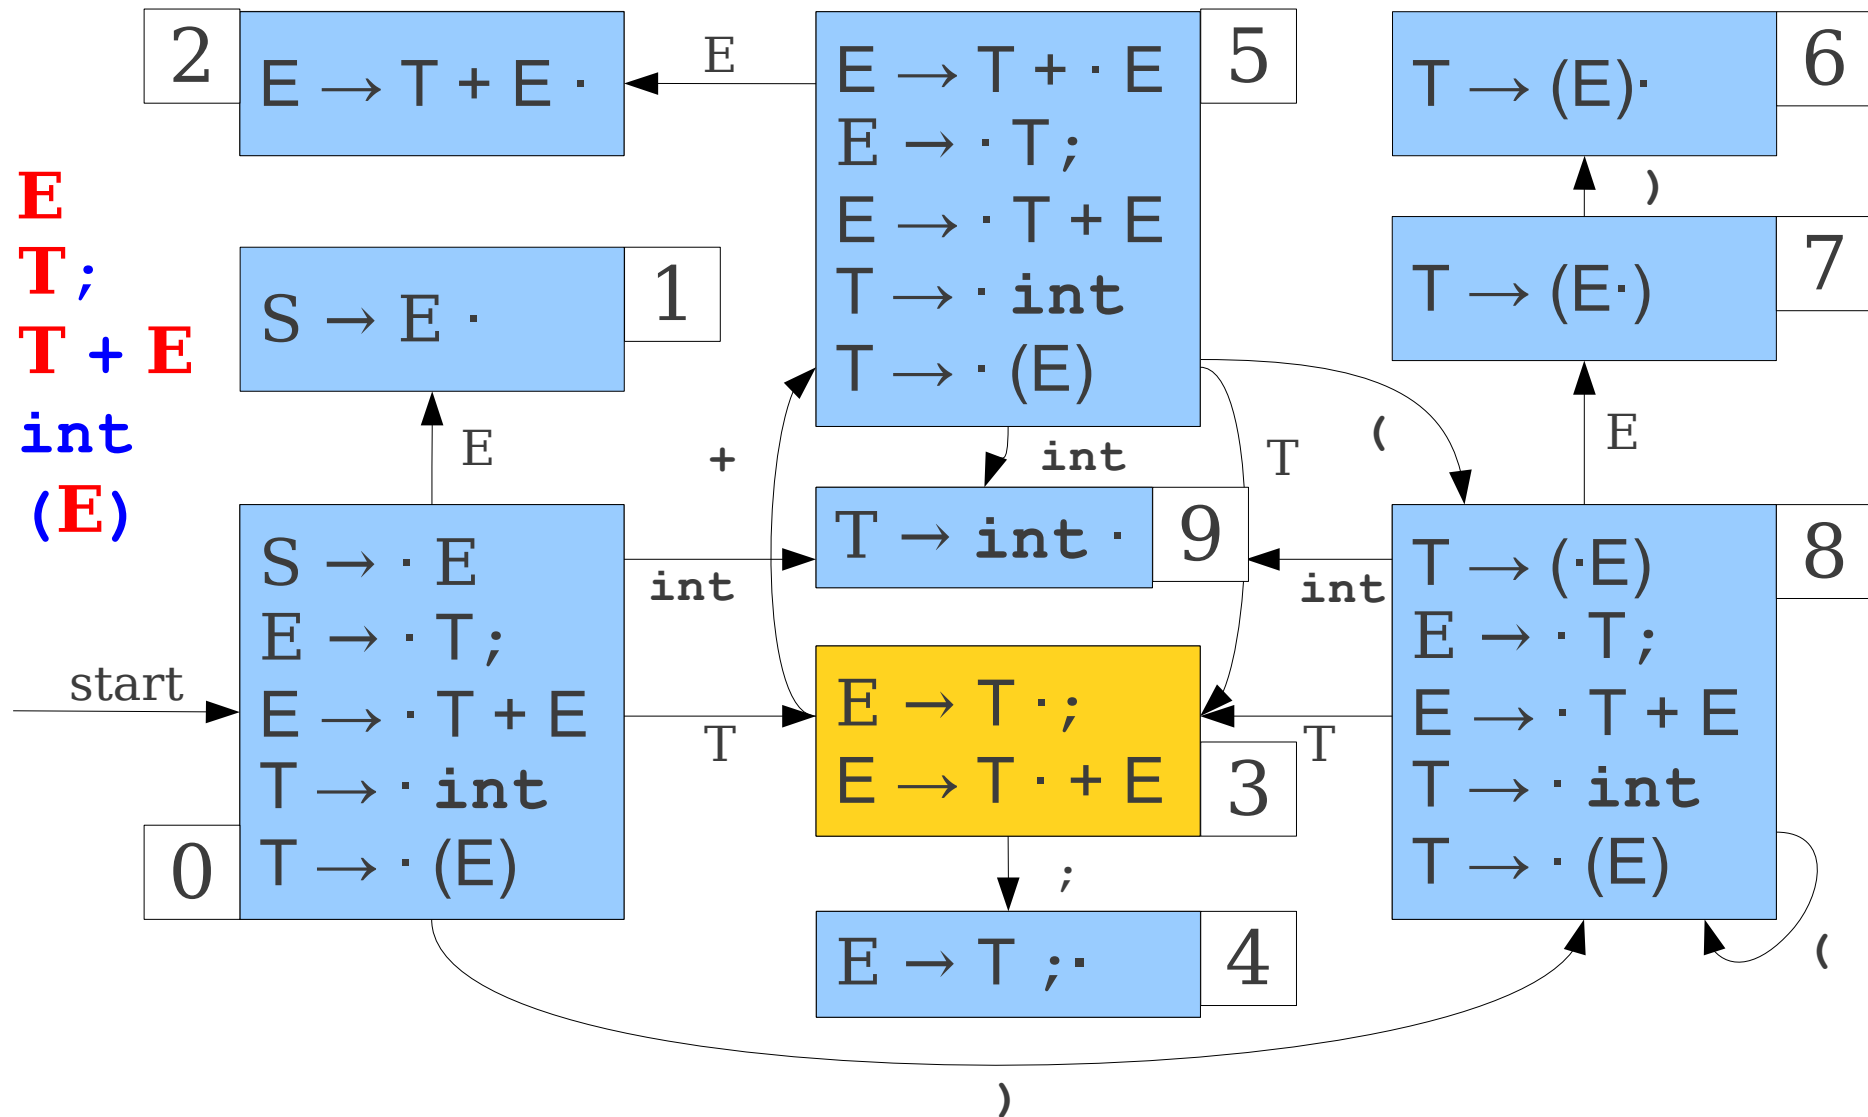 E
T ;
T + E
int
(E)
2
E → T + E ·
E
5
E → T + · E
E → · T ;
E → · T + E
T → · int
T → · (E)
6
T → (E)·
)
7
T → (E·)
1
S → E ·
E
+
int
T
(
E
9
T → int ·
int
int
start
0
S → · E
E → · T ;
E → · T + E
T → · int
T → · (E)
T
3
E → T · ;
E → T · + E
T
8
T → (·E)
E → · T ;
E → · T + E
T → · int
T → · (E)
;
4
E → T ;·
(
)